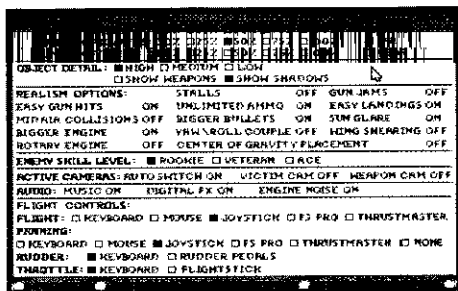 25% 50% 75%
OBJECT DETAIL: HIGH MEDIUM LOW
SHOW WEAPONS SHOW SHADOWS
REALISM OPTIONS: STALLS OFF GUN JAMS OFF
EASY GUN HITS ON UNLIMITED AMMO ON EASY LANDINGS ON
MIDAIR COLLISIONS OFF BIGGER BULLETS ON SUN GLARE ON
BIGGER ENGINE ON YAW\ROLL COUPLE OFF WING SHEARING OFF
ROTARY ENGINE OFF CENTER OF GRAVITY PLACEMENT OFF
ENEMY SKILL LEVEL: ROOKIE VETERAN ACE
ACTIVE CAMERAS: AUTO SWITCH ON VICTIM CAM OFF WEAPON CAM OFF
AUDIO: MUSIC ON DIGITAL FX ON ENGINE NOISE ON
FLIGHT CONTROLS:
FLIGHT: KEYBOARD MOUSE JOYSTICK FS PRO THRUSTMASTER
PANNING:
KEYBOARD MOUSE JOYSTICK FS PRO THRUSTMASTER NONE
RUDDER: KEYBOARD RUDDER PEDALS
THROTTLE: KEYBOARD FLIGHTSTICK